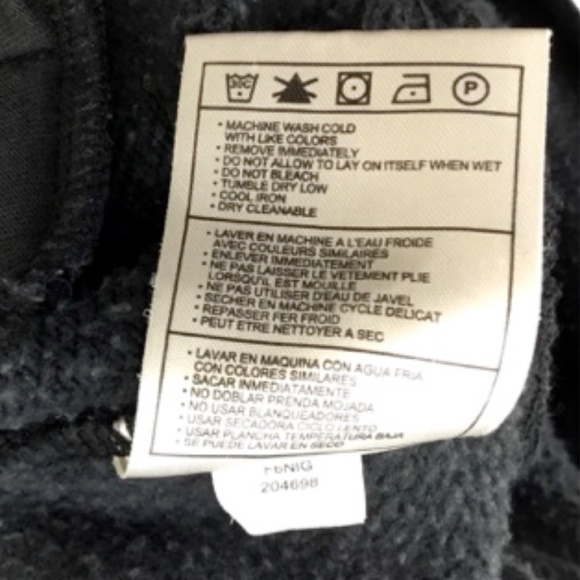 30C P
• MACHINE WASH COLD
WITH LIKE COLORS
• REMOVE IMMEDIATELY
• DO NOT ALLOW TO LAY ON ITSELF WHEN WET
• DO NOT BLEACH
• TUMBLE DRY LOW
• COOL IRON
• DRY CLEANABLE
• LAVER EN MACHINE A L'EAU FROIDE
AVEC COULEURS SIMILAIRES
• ENLEVER IMMEDIATEMENT
• NE PAS LAISSER LE VETEMENT PLIE
LORSQU'IL EST MOUILLE
• NE PAS UTILISER D'EAU DE JAVEL
• SECHER EN MACHINE CYCLE DELICAT
• REPASSER FER FROID
• PEUT ETRE NETTOYER A SEC
• LAVAR EN MAQUINA CON AGUA FRIA
CON COLORES SIMILARES
• SACAR INMEDIATAMENTE
• NO DOBLAR PRENDA MOJADA
• NO USAR BLANQUEADORES
• USAR SECADORA CICLO LENTO
• USAR PLANCHA TEMPERATURA BAJA
• SE PUEDE LAVAR EN SECO
204698